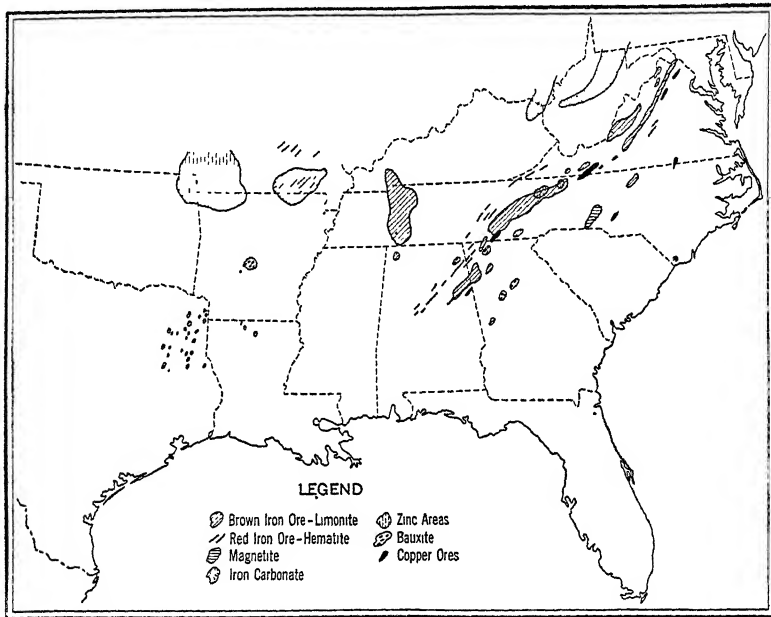 LEGEND
Brown Iron Ore-Limonite
Red Iron Ore-Hematite
Magnetite
Iron Carbonate
Zinc Areas
Bauxite
Copper Ores